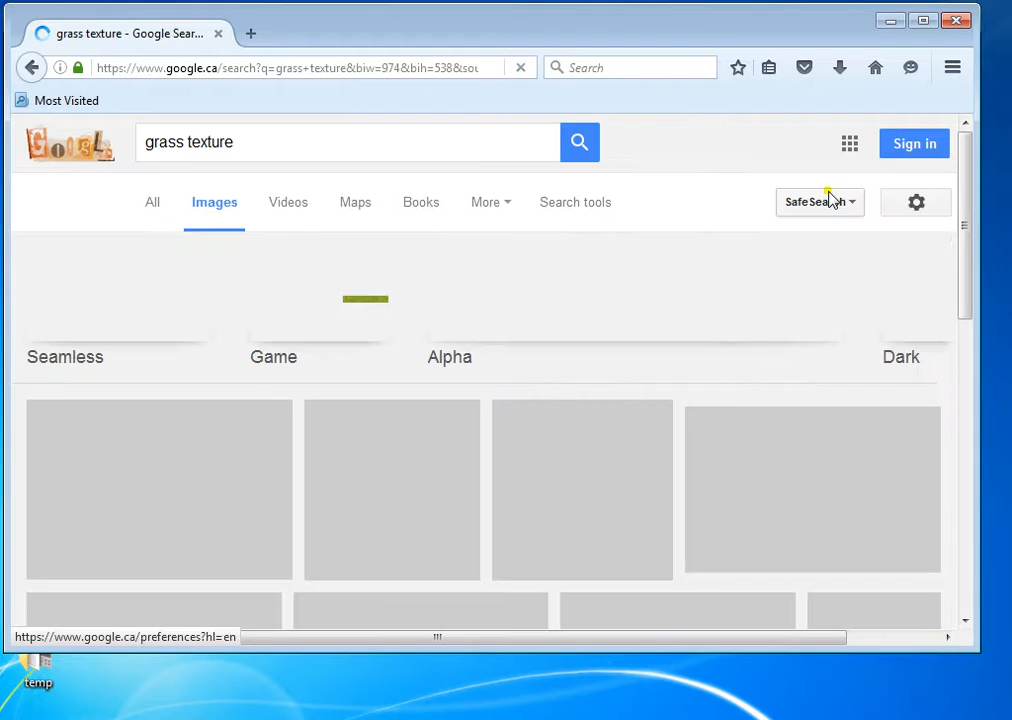 grass texture - Google Sear...
https://www.google.ca/search?q=grass+texture&biw=974&bih=538&sou
Search
Most Visited
Googl
grass texture
Sign in
All
Images
Videos
Maps
Books
More
Search tools
SafeSearch
Seamless
Game
Alpha
Dark
https://www.google.ca/preferences?hl=en
temp